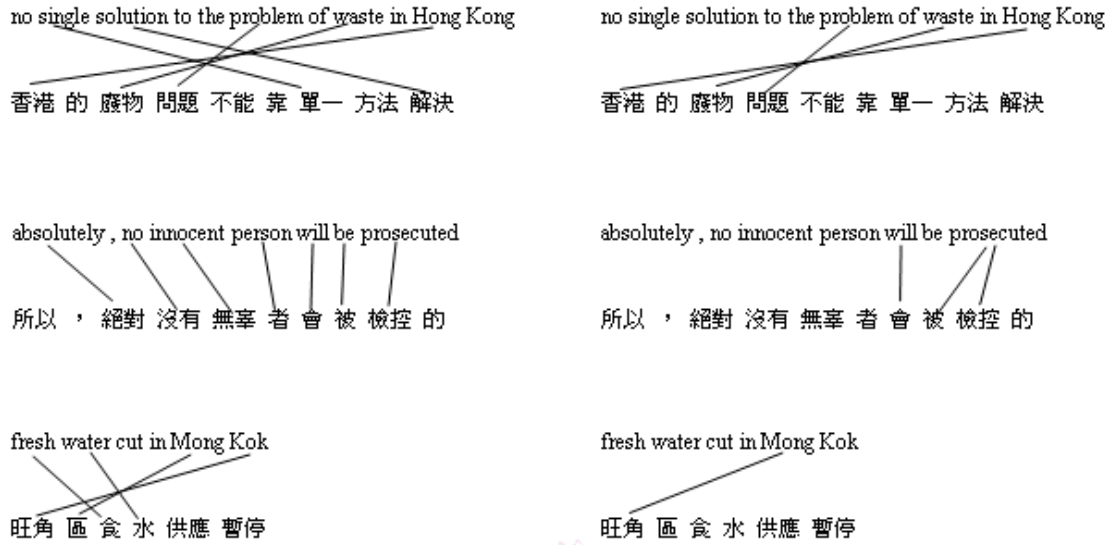 no single solution to the problem of waste in Hong Kong
香港 的 廢物 問題 不能 靠 單一 方法 解決
absolutely , no innocent person will be prosecuted
所以 , 絕對 沒有 無辜 者 會 被 檢控 的
fresh water cut in Mong Kok
旺角 區 食 水 供應 暫停
no single solution to the problem of waste in Hong Kong
香港 的 廢物 問題 不能 靠 單一 方法 解決
absolutely , no innocent person will be prosecuted
所以 , 絕對 沒有 無辜 者 會 被 檢控 的
fresh water cut in Mong Kok
旺角 區 食 水 供應 暫停